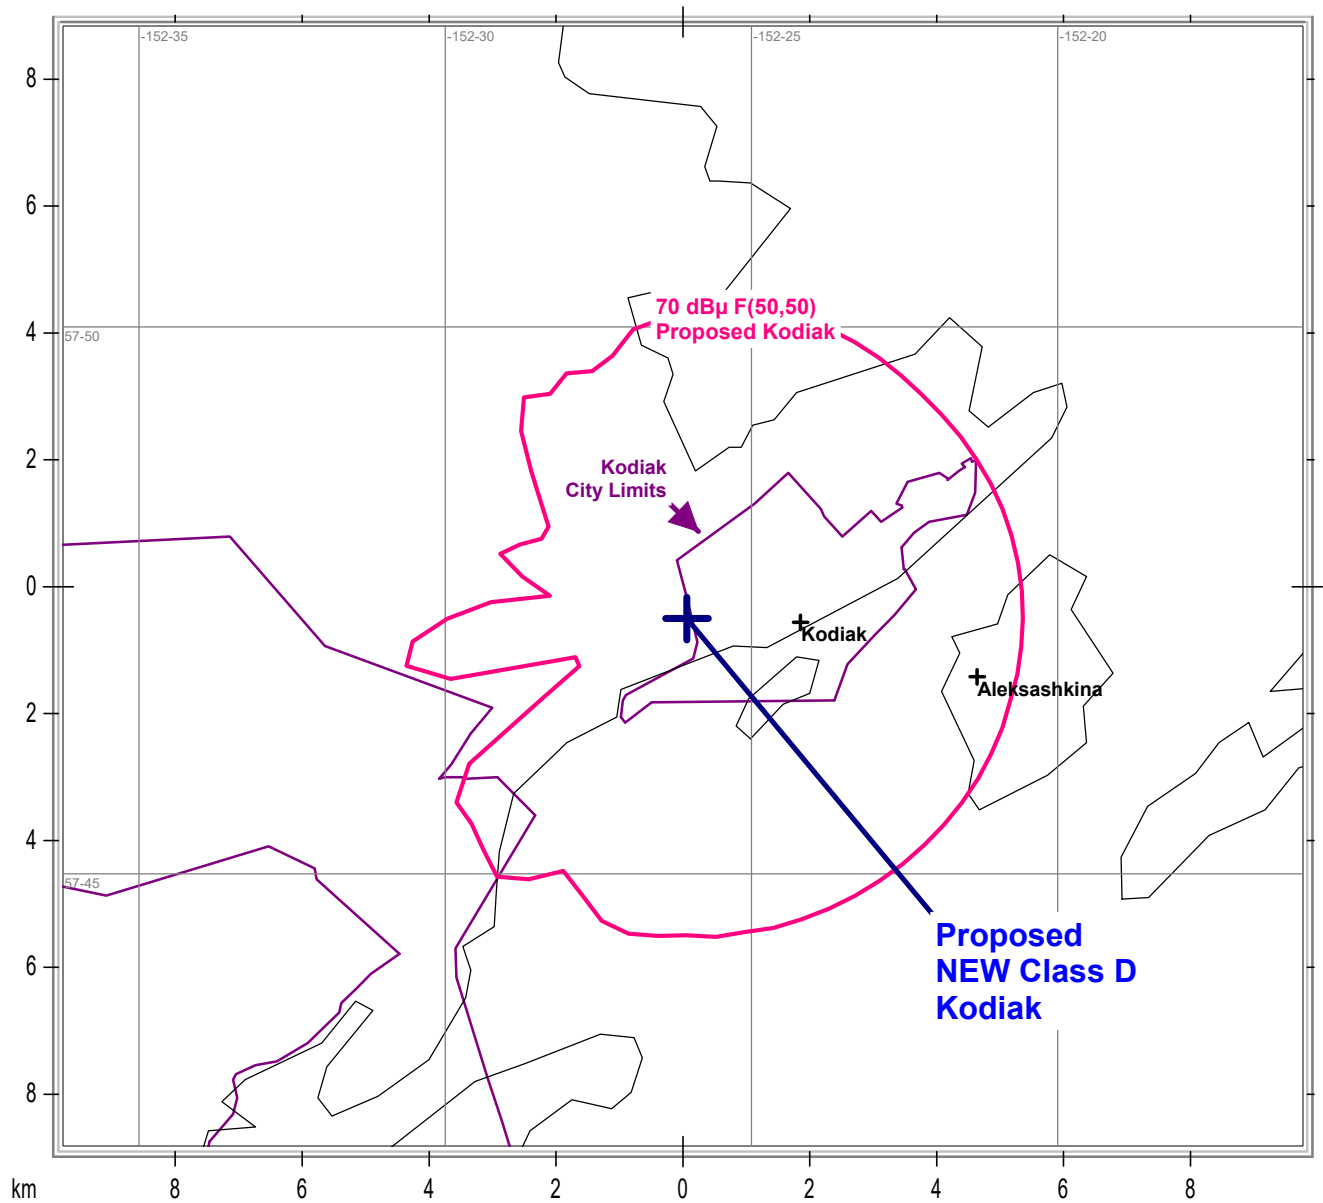 -152-35
-152-30
-152-25
-152-20
8
6
4
2
0
2
4
6
8
57-50
57-45
70 dBµ F(50,50)
Proposed Kodiak
Kodiak
City Limits
Kodiak
Aleksashkina
Proposed
NEW Class D
Kodiak
km
8
6
4
2
0
2
4
6
8